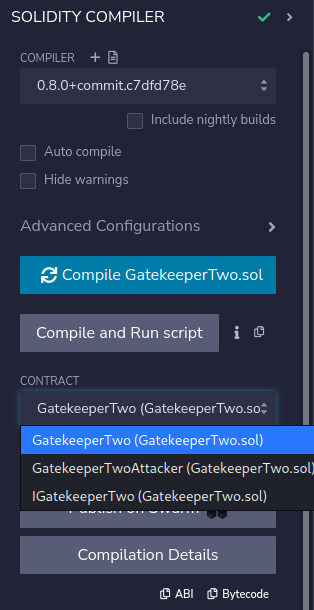 SOLIDITY COMPILER
COMPILER
0.8.0+commit.c7dfd78e
Include nightly builds
Auto compile
Hide warnings
Advanced Configurations
Compile GatekeeperTwo.sol
Compile and Run script
CONTRACT
GatekeeperTwo (GatekeeperTwo.so
GatekeeperTwo (GatekeeperTwo.sol)
GatekeeperTwoAttacker (GatekeeperTwo.sol)
IGatekeeperTwo (GatekeeperTwo.sol)
Publish on Swarm
Compilation Details
ABI Bytecode